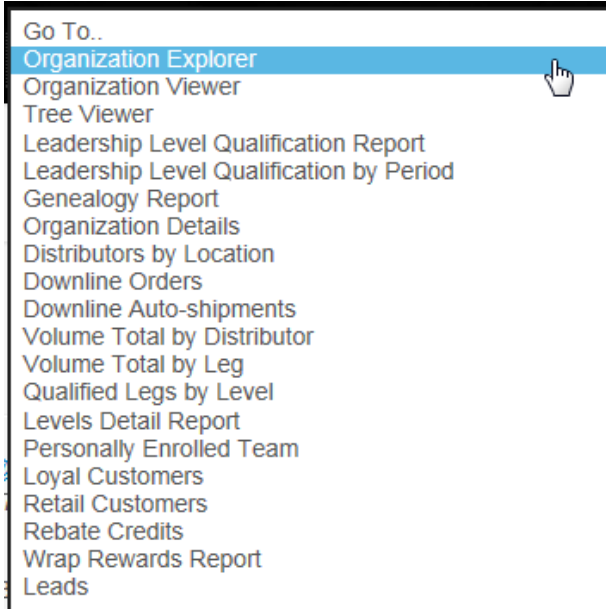 Go To..
Organization Explorer
Organization Viewer
Tree Viewer
Leadership Level Qualification Report
Leadership Level Qualification by Period
Genealogy Report
Organization Details
Distributors by Location
Downline Orders
Downline Auto-shipments
Volume Total by Distributor
Volume Total by Leg
Qualified Legs by Level
Levels Detail Report
Personally Enrolled Team
Loyal Customers
Retail Customers
Rebate Credits
Wrap Rewards Report
Leads